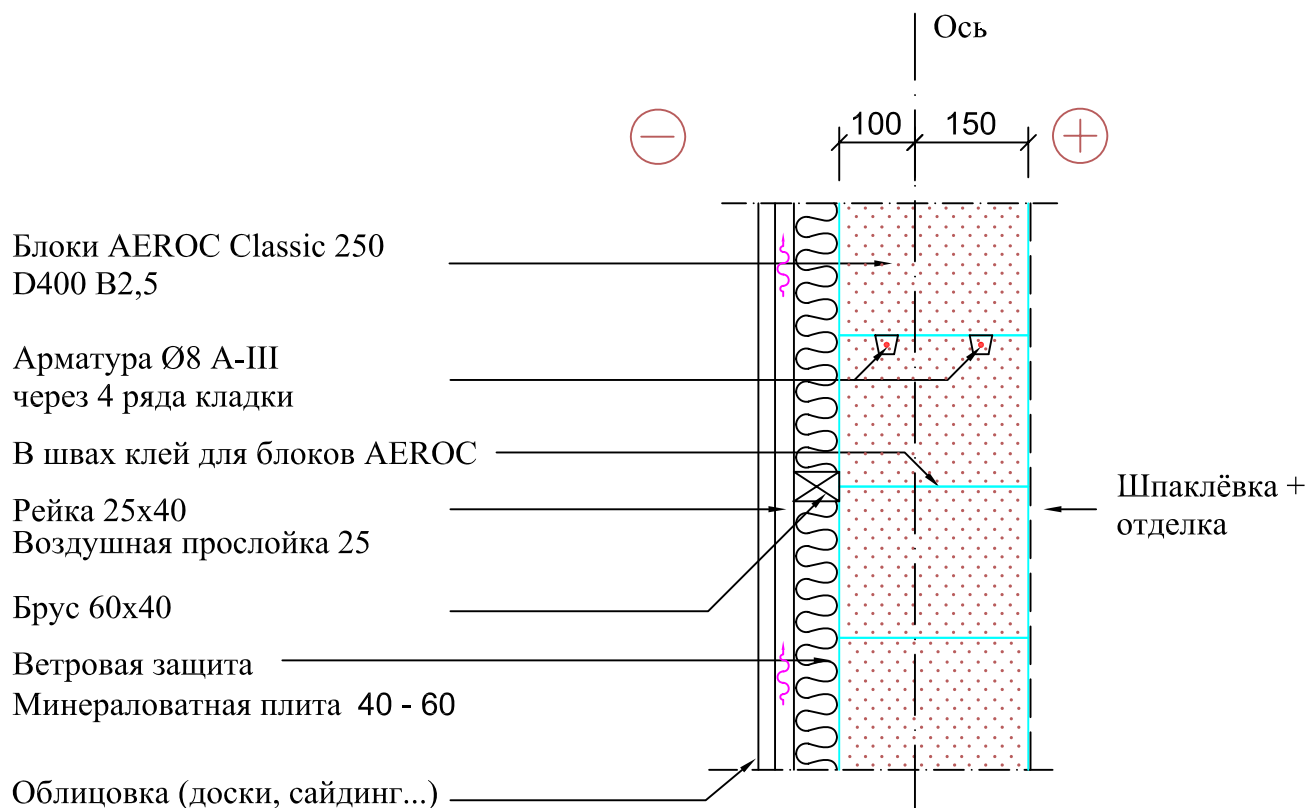 Ось
100
150
Блоки AEROC Classic 250
D400 B2,5
Арматура Ø8 A-III
через 4 ряда кладки
В швах клей для блоков AEROC
Рейка 25х40
Воздушная прослойка 25
Шпаклёвка +
отделка
Брус 60х40
Ветровая защита
Минераловатная плита 40 - 60
Облицовка (доски, сайдинг...)